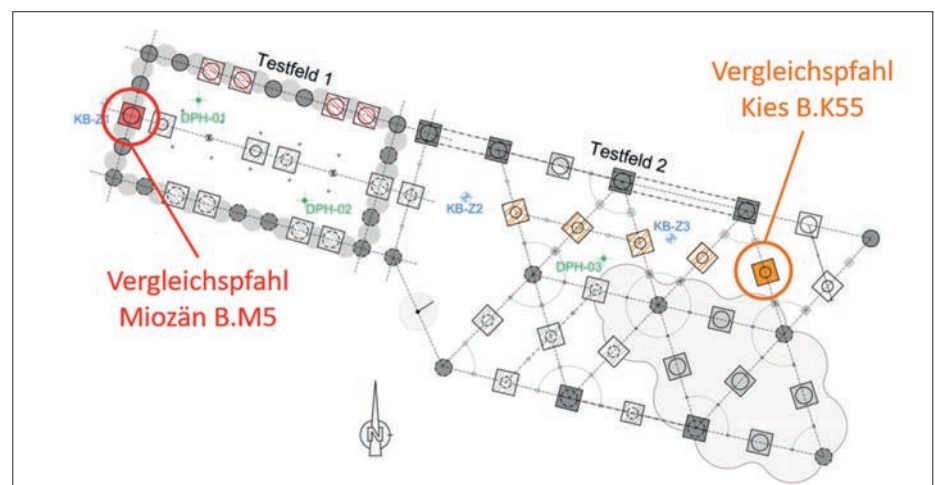 Testfeld 1
Vergleichspfahl
Kies B.K55
KB-Z1
DPH-01
Testfeld 2
DPH-02
KB-Z2
KB-Z3
DPH-03
Vergleichspfahl
Miozän B.M5
N